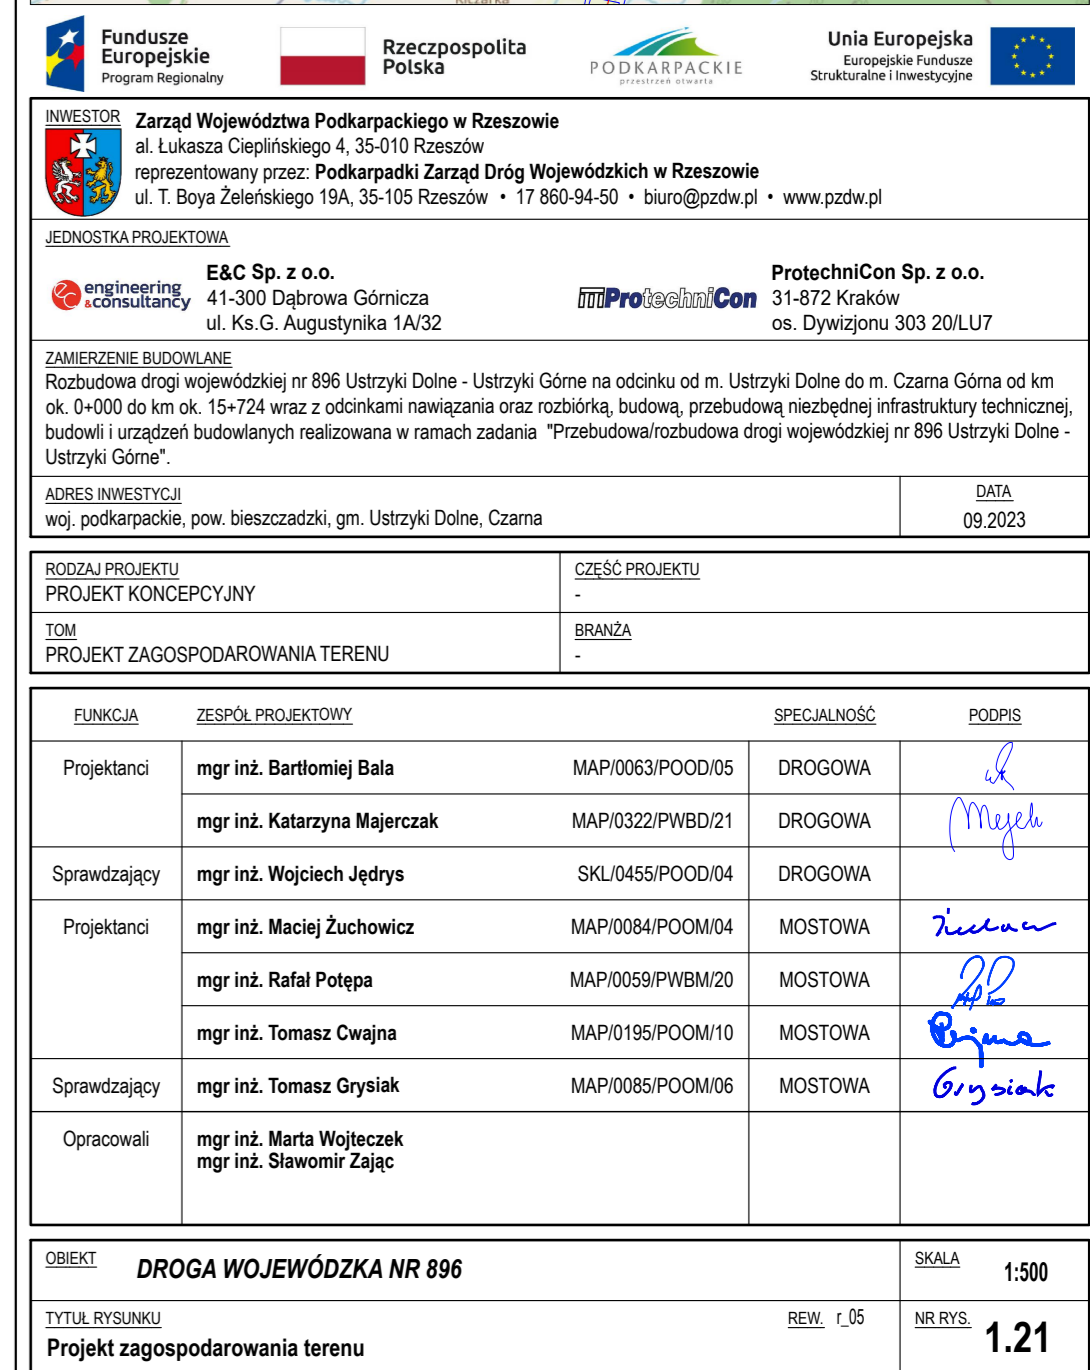 Fundusze
Europejskie
Program Regionalny
Rzeczpospolita
Polska
PODKARPACKIE
przestrzeń otwarta
Unia Europejska
Europejskie Fundusze
Strukturalne i Inwestycyjne
INWESTOR
Zarząd Województwa Podkarpackiego w Rzeszowie
al. Łukasza Cieplińskiego 4, 35-010 Rzeszów
reprezentowany przez: Podkarpadki Zarząd Dróg Wojewódzkich w Rzeszowie
ul. T. Boya Żeleńskiego 19A, 35-105 Rzeszów • 17 860-94-50 • biuro@pzdw.pl • www.pzdw.pl
JEDNOSTKA PROJEKTOWA
engineering
&consultancy
E&C Sp. z o.o.
41-300 Dąbrowa Górnicza
ul. Ks.G. Augustynika 1A/32
ProtechniCon
ProtechniCon Sp. z o.o.
31-872 Kraków
os. Dywizjonu 303 20/LU7
ZAMIERZENIE BUDOWLANE
Rozbudowa drogi wojewódzkiej nr 896 Ustrzyki Dolne - Ustrzyki Górne na odcinku od m. Ustrzyki Dolne do m. Czarna Górna od km
ok. 0+000 do km ok. 15+724 wraz z odcinkami nawiązania oraz rozbiórką, budową, przebudową niezbędnej infrastruktury technicznej,
budowli i urządzeń budowlanych realizowana w ramach zadania "Przebudowa/rozbudowa drogi wojewódzkiej nr 896 Ustrzyki Dolne -
Ustrzyki Górne".
ADRES INWESTYCJI
woj. podkarpackie, pow. bieszczadzki, gm. Ustrzyki Dolne, Czarna
DATA
09.2023
RODZAJ PROJEKTU
PROJEKT KONCEPCYJNY
CZĘŚĆ PROJEKTU
-
TOM
PROJEKT ZAGOSPODAROWANIA TERENU
BRANŻA
-
FUNKCJA ZESPÓŁ PROJEKTOWY SPECJALNOŚĆ PODPIS
Projektanci mgr inż. Bartłomiej Bala MAP/0063/POOD/05 DROGOWA
mgr inż. Katarzyna Majerczak MAP/0322/PWBD/21 DROGOWA
Sprawdzający mgr inż. Wojciech Jędrys SKL/0455/POOD/04 DROGOWA
Projektanci mgr inż. Maciej Żuchowicz MAP/0084/POOM/04 MOSTOWA
mgr inż. Rafał Potępa MAP/0059/PWBM/20 MOSTOWA
mgr inż. Tomasz Cwajna MAP/0195/POOM/10 MOSTOWA
Sprawdzający mgr inż. Tomasz Grysiak MAP/0085/POOM/06 MOSTOWA Grysiak
Opracowali mgr inż. Marta Wojteczek
mgr inż. Sławomir Zając
OBIEKT DROGA WOJEWÓDZKA NR 896
SKALA 1:500
TYTUŁ RYSUNKU
Projekt zagospodarowania terenu
REW. r_05
NR RYS. 1.21